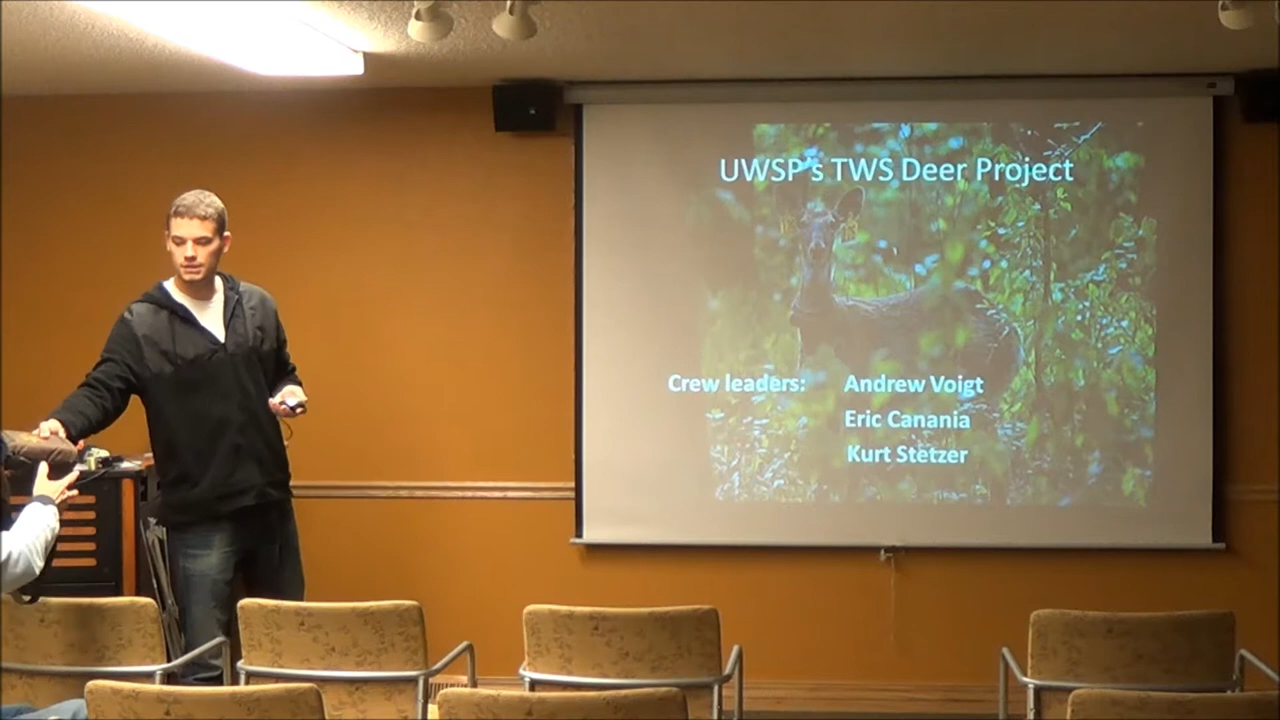 UWSP's TWS Deer Project
Crew leaders: Andrew Voigt
Eric Canania
Kurt Stetzer